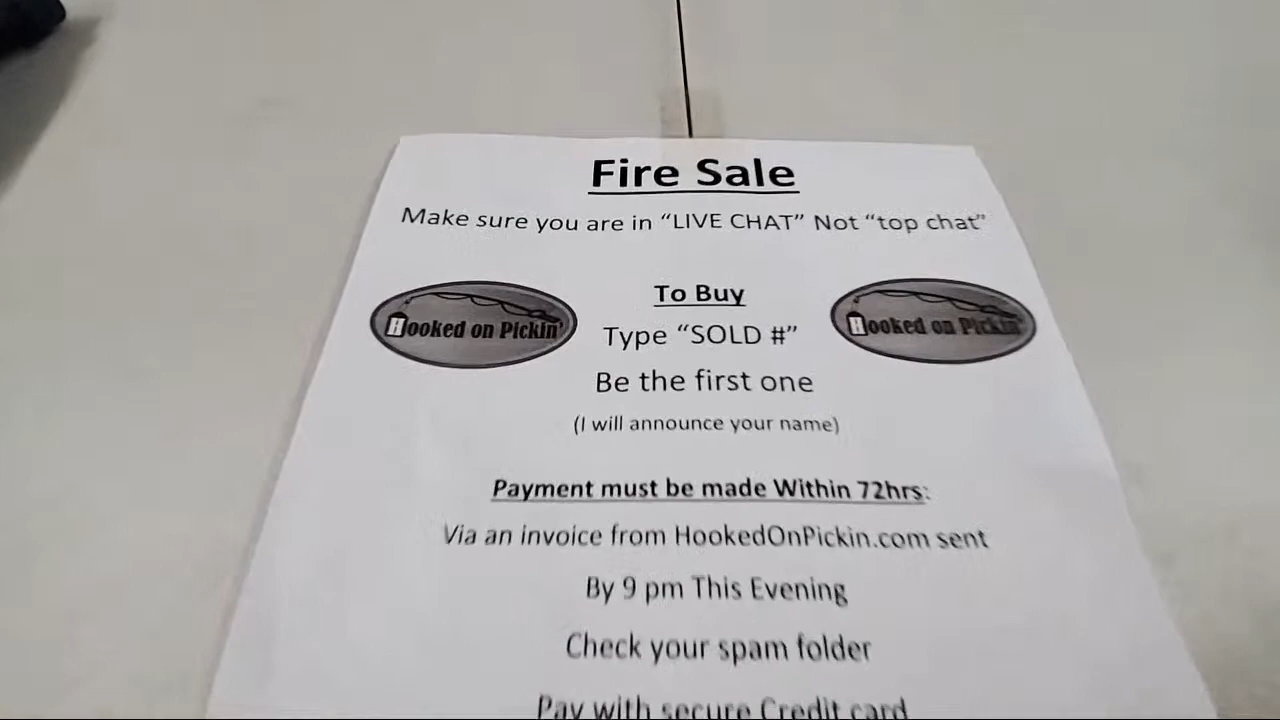 Fire Sale
Make sure you are in “LIVE CHAT” Not “top chat”
To Buy
Hooked on Pickin'
Type “SOLD #”
Hooked on Pickin'
Be the first one
(I will announce your name)
Payment must be made Within 72hrs:
Via an invoice from HookedOnPickin.com sent
By 9 pm This Evening
Check your spam folder
Pay with secure Credit card